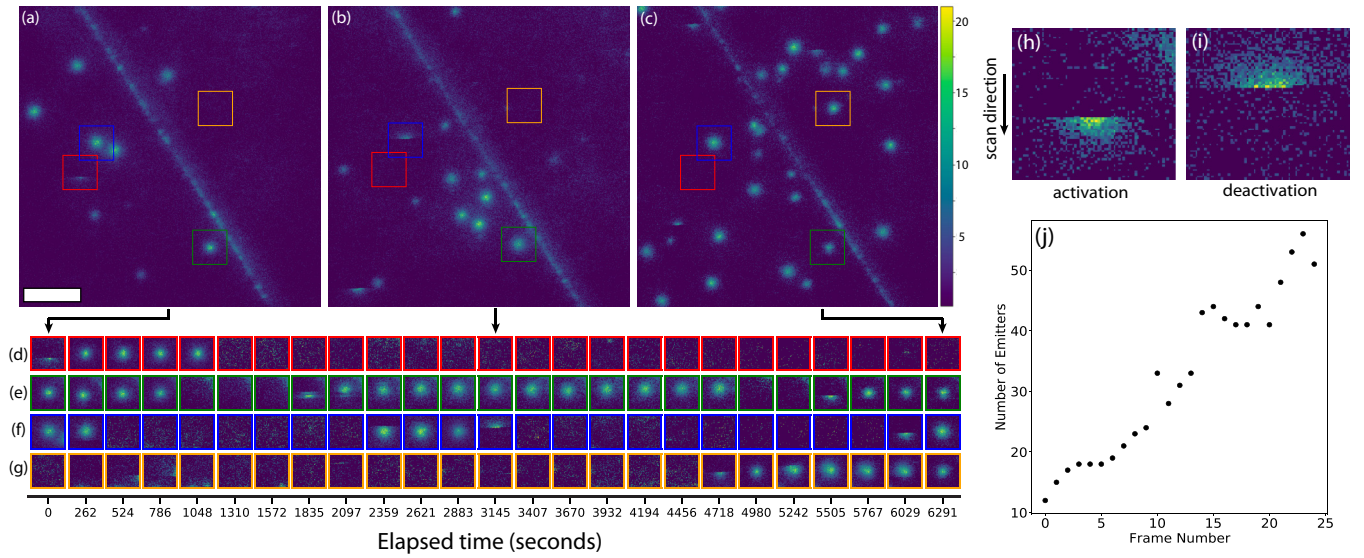 (a)
(b)
(c)
20
15
10
5
(h)
(i)
scan direction
activation
deactivation
(d)
(e)
(f)
(g)
0 262 524 786 1048 1310 1572 1835 2097 2359 2621 2883 3145 3407 3670 3932 4194 4456 4718 4980 5242 5505 5767 6029 6291
Elapsed time (seconds)
(j)
Number of Emitters
50
40
30
20
10
0 5 10 15 20 25
Frame Number